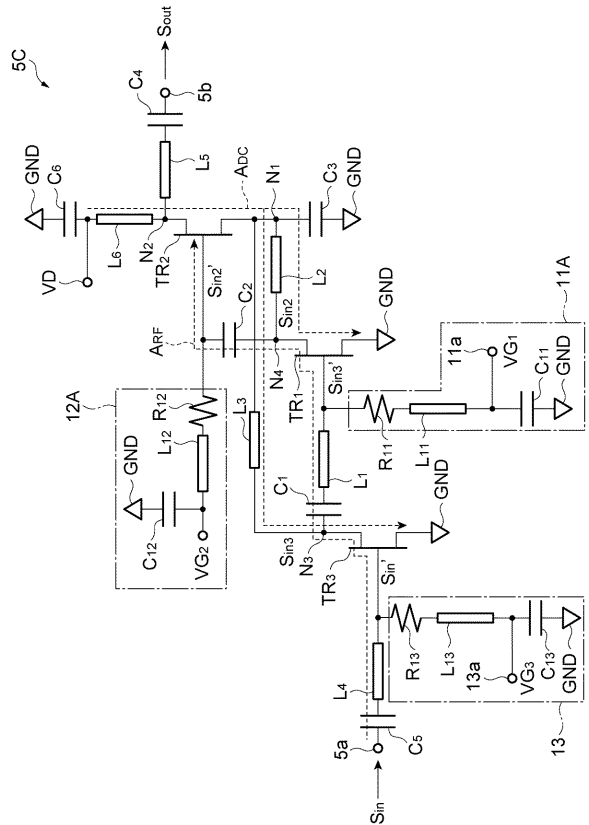 5C
Sout
5b
C4
L5
GND
C6
L6
VD
N2
TR2
ADC
N1
C3
GND
L2
Sin2'
C2
Sin2
ARF
N4
TR1
Sin3'
GND
11A
11a
VG1
C11
GND
R11
L11
12A
GND
R12
L12
C12
VG2
L3
L1
C1
Sin3
N3
TR3
Sin'
GND
R13
L13
13a
VG3
C13
GND
13
L4
C5
5a
Sin